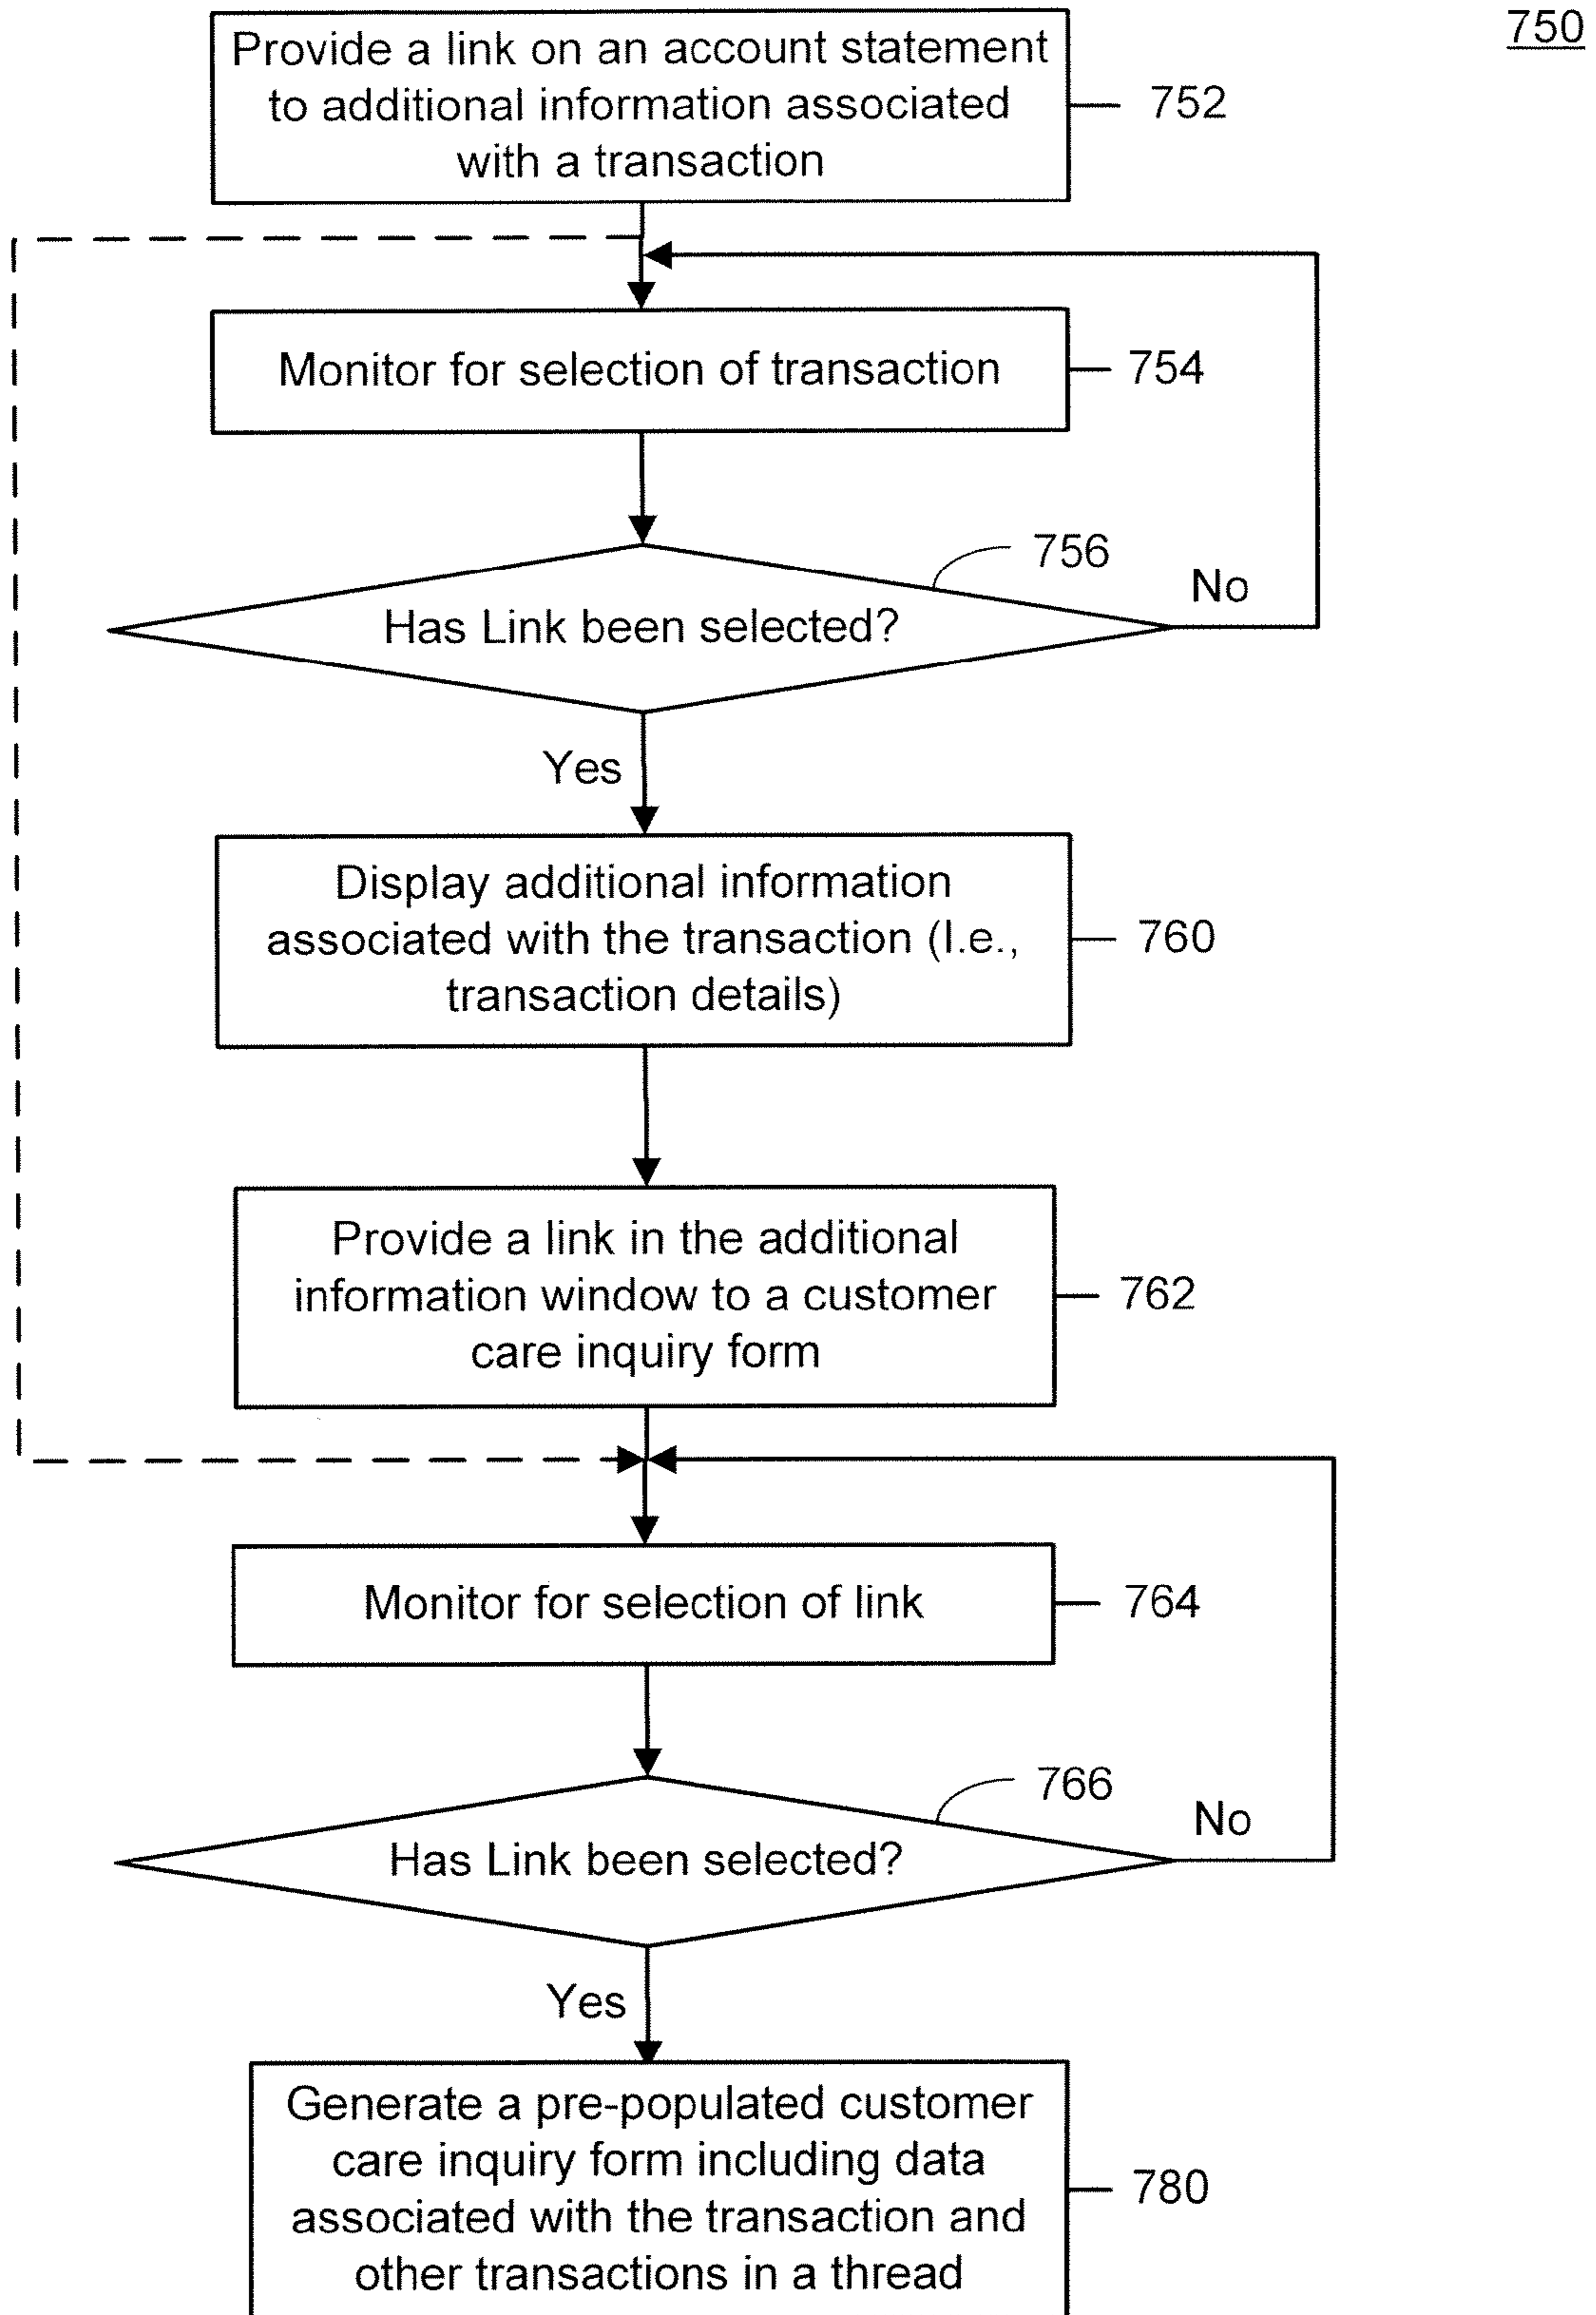 750
Provide a link on an account statement
to additional information associated
with a transaction
752
Monitor for selection of transaction
754
756
No
Has Link been selected?
Yes
Display additional information
associated with the transaction (I.e.,
transaction details)
760
Provide a link in the additional
information window to a customer
care inquiry form
762
Monitor for selection of link
764
766
No
Has Link been selected?
Yes
Generate a pre-populated customer
care inquiry form including data
associated with the transaction and
other transactions in a thread
780